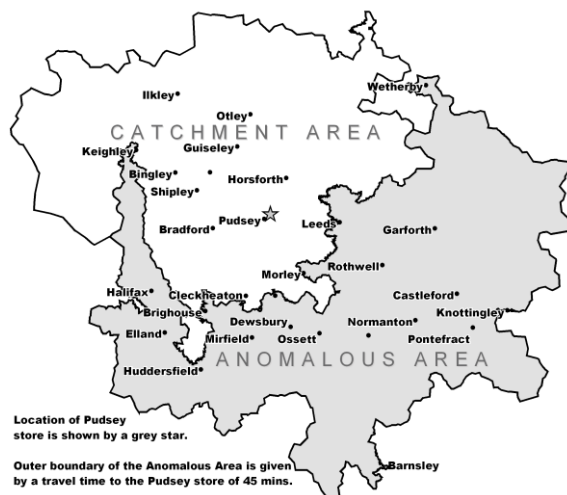 Wetherby
Ilkley
Otley
CATCHMENT AREA
Keighley
Guiseley
Bingley
Horsforth
Shipley
Pudsey
Leeds
Bradford
Garforth
Morley
Rothwell
Halifax
Cleckheaton
Castleford
Brighouse
Knottingley
Dewsbury
Normanton
Elland
Mirfield
Ossett
Pontefract
ANOMALOUS AREA
Huddersfield
Location of Pudsey
store is shown by a grey star.
Outer boundary of the Anomalous Area is given
by a travel time to the Pudsey store of 45 mins.
Barnsley